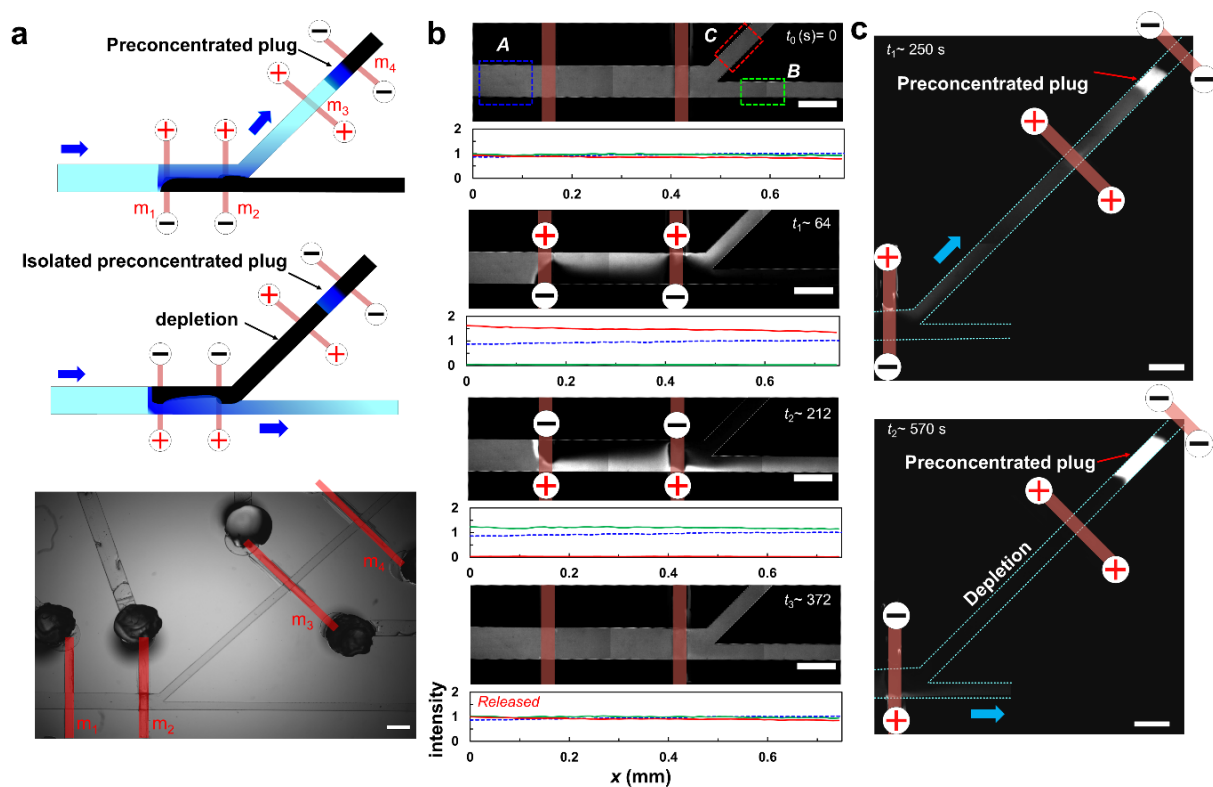 a
Preconcentrated plug
m4
m3
+ +
m1
m2
− −
Isolated preconcentrated plug
depletion
− −
+ +
m4
m3
m1
m2
b
A
C
t0 (s)= 0
B
2
1
0
0 0.2 0.4 0.6
+ +
t1~ 64
− −
2
1
0
0 0.2 0.4 0.6
− −
t2~ 212
+ +
2
1
0
0 0.2 0.4 0.6
t3~ 372
Released
2
1
0
0 0.2 0.4 0.6
intensity
x (mm)
c
t1~ 250 s
Preconcentrated plug
− −
+ +
+
−
t2~ 570 s
Preconcentrated plug
− −
+ +
Depletion
−
+